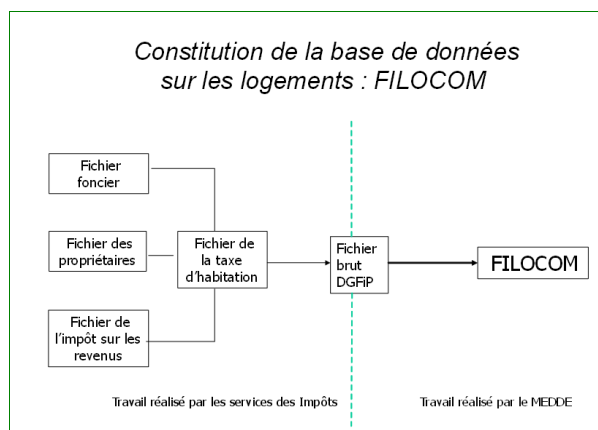 Constitution de la base de données
sur les logements : FILOCOM
Fichier
foncier
Fichier des
propriétaires
Fichier de
l'impôt sur les
revenus
Fichier de
la taxe
d'habitation
Fichier
brut
DGFiP
FILOCOM
Travail réalisé par les services des Impôts
Travail réalisé par le MEDDE